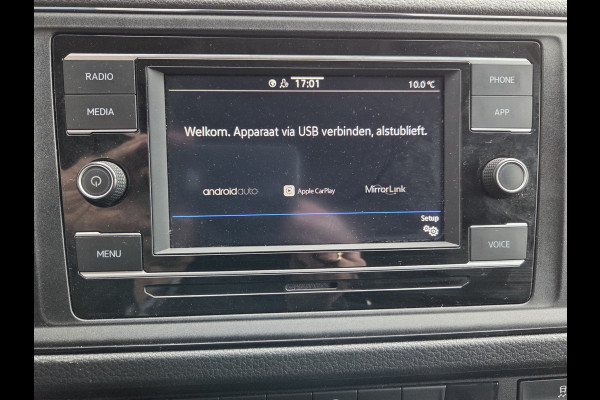 RADIO
MEDIA
MENU
17:01
10.0 °C
Welkom. Apparaat via USB verbinden, alstublieft.
androidauto
Apple CarPlay
MirrorLink
Setup
PHONE
APP
VOICE